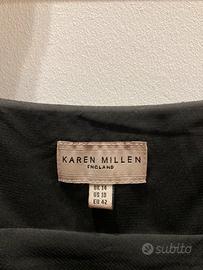 KAREN MILLEN
ENGLAND
UK 14
US 10
EU 42
subito